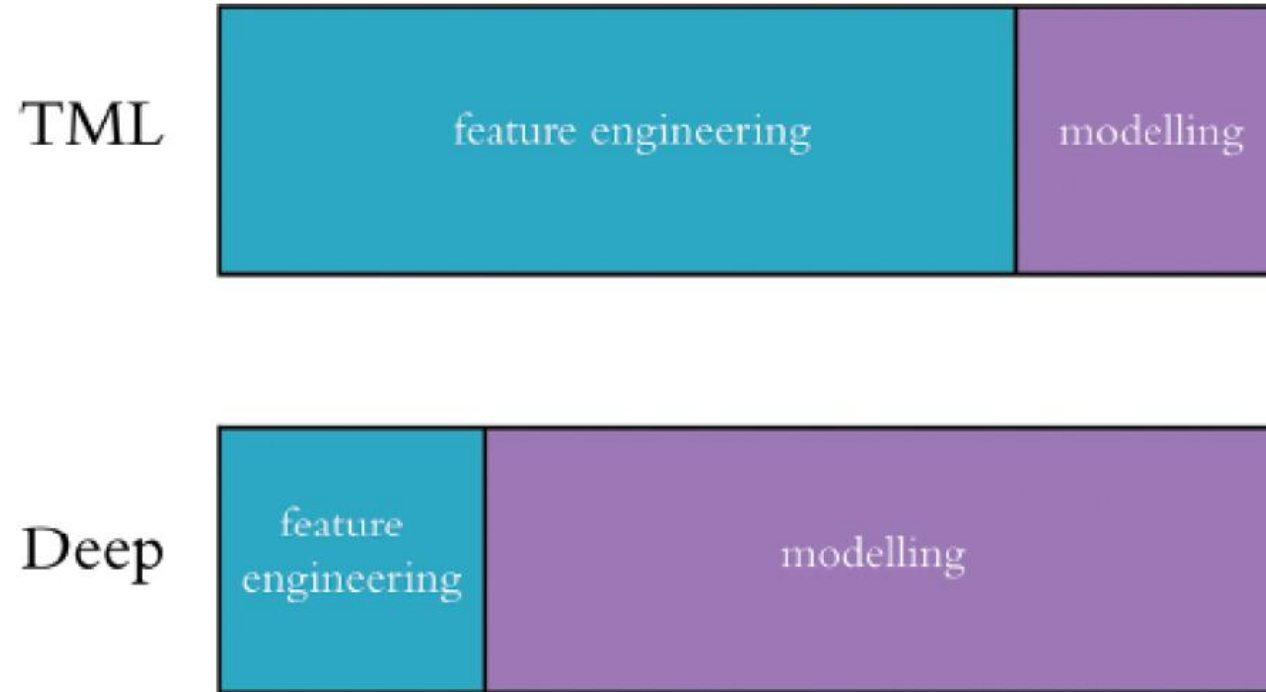 TML
feature engineering
modelling
Deep
feature
engineering
modelling